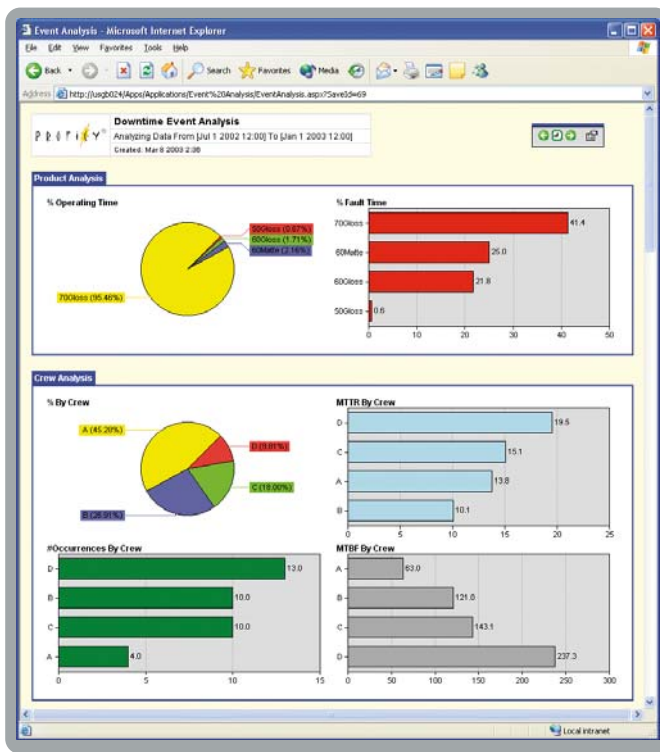 Event Analysis - Microsoft Internet Explorer
File Edit View Favorites Tools Help
Back Search Favorites Media
Address http://usgb024/Apps/Applications/Event%20Analysis/EventAnalysis.aspx?SaveId=69
PROFICY
Downtime Event Analysis
Analyzing Data From [Jul 1 2002 12:00] To [Jan 1 2003 12:00]
Created: Mar 8 2003 2:38
Product Analysis
% Operating Time
50Gloss (0.67%)
60Gloss (1.71%)
60Matte (2.16%)
70Gloss (95.46%)
% Fault Time
70Gloss 41.4
60Matte 25.0
60Gloss 21.8
50Gloss 0.6
0 10 20 30 40 50
Crew Analysis
% By Crew
A (45.28%)
D (9.81%)
C (18.00%)
B (26.91%)
MTTR By Crew
D 19.5
C 15.1
A 13.8
B 10.1
0 5 10 15 20 25
#Occurrences By Crew
D 13.0
B 10.0
C 10.0
A 4.0
0 5 10 15
MTBF By Crew
A 63.0
B 121.0
C 143.1
D 237.3
0 50 100 150 200 250 300
Local intranet